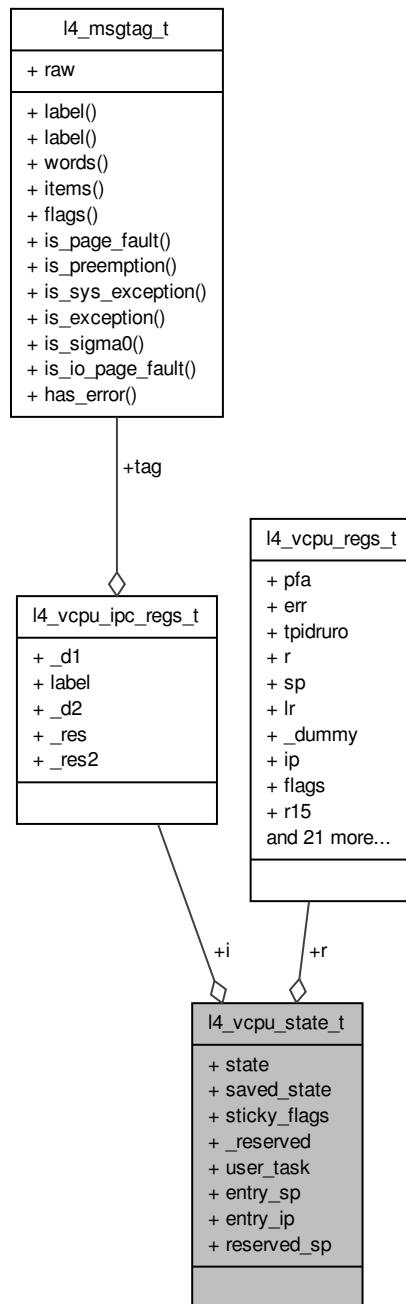 l4_msgtag_t
+ raw
+ label()
+ label()
+ words()
+ items()
+ flags()
+ is_page_fault()
+ is_preemption()
+ is_sys_exception()
+ is_exception()
+ is_sigma0()
+ is_io_page_fault()
+ has_error()
+tag
l4_vcpu_ipc_regs_t
+ _d1
+ label
+ _d2
+ _res
+ _res2
l4_vcpu_regs_t
+ pfa
+ err
+ tpidruro
+ r
+ sp
+ lr
+ _dummy
+ ip
+ flags
+ r15
and 21 more...
+i
+r
l4_vcpu_state_t
+ state
+ saved_state
+ sticky_flags
+ _reserved
+ user_task
+ entry_sp
+ entry_ip
+ reserved_sp